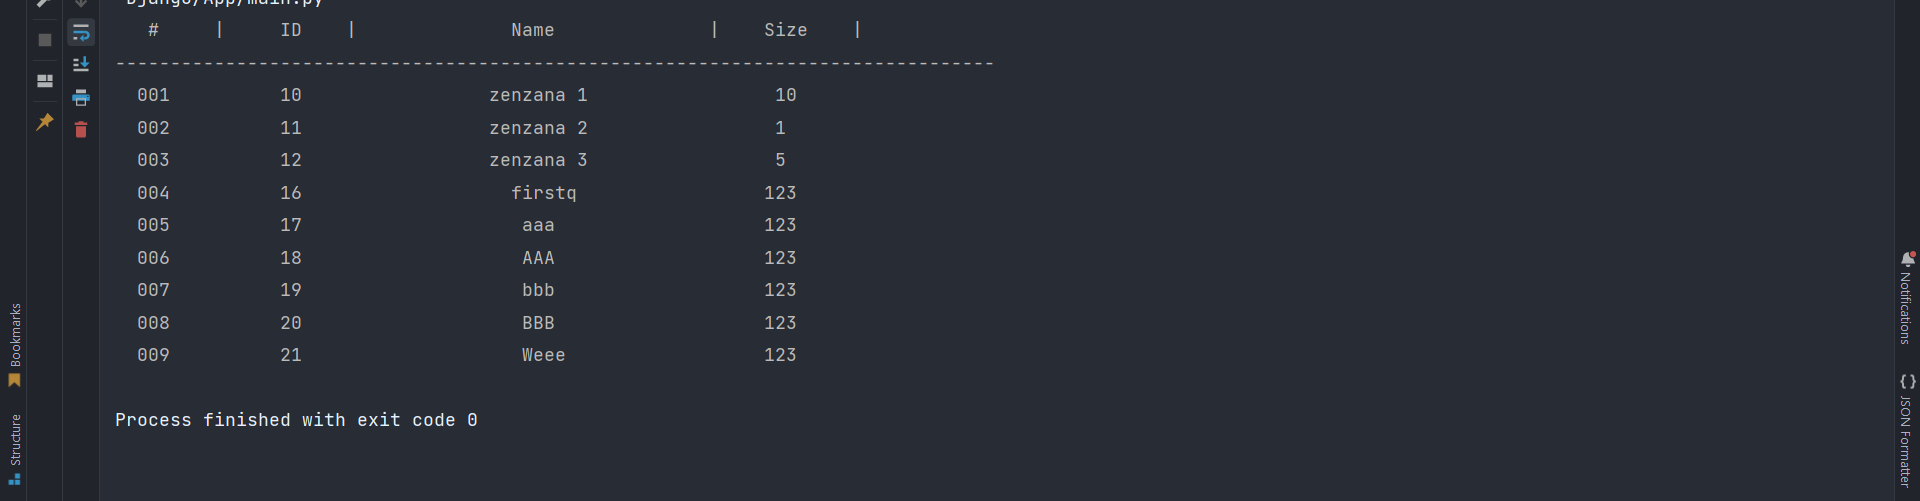 Django/App/main.py
# | ID | Name | Size |
--------------------------------------------------------------------------------
001 10 zenzana 1 10
002 11 zenzana 2 1
003 12 zenzana 3 5
004 16 firstq 123
005 17 aaa 123
006 18 AAA 123
007 19 bbb 123
008 20 BBB 123
009 21 Weee 123
Process finished with exit code 0
Bookmarks
Structure
Notifications
{} JSON Formatter